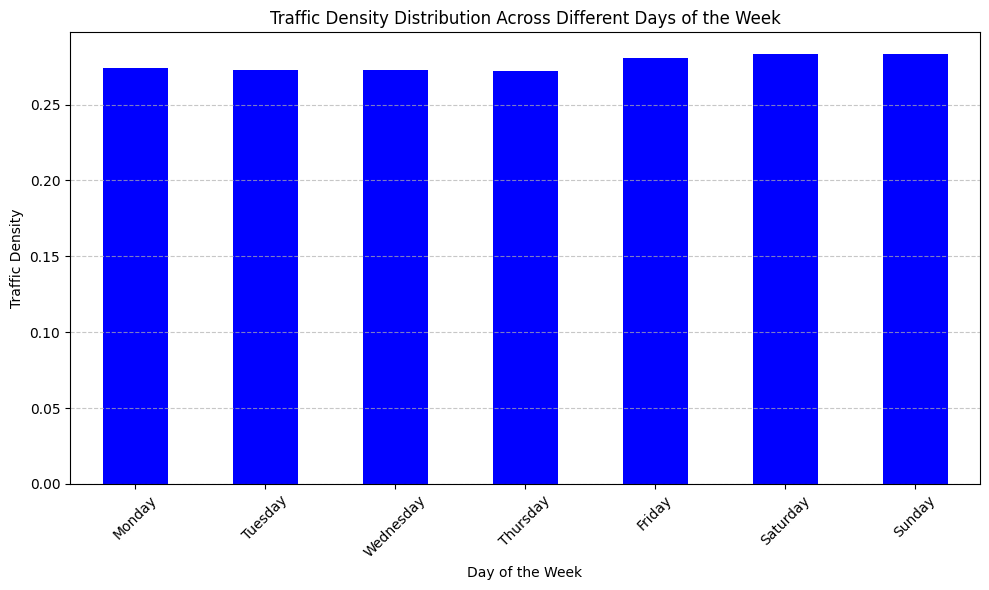 Traffic Density Distribution Across Different Days of the Week
Traffic Density
0.25
0.20
0.15
0.10
0.05
0.00
Monday
Tuesday
Wednesday
Thursday
Friday
Saturday
Sunday
Day of the Week